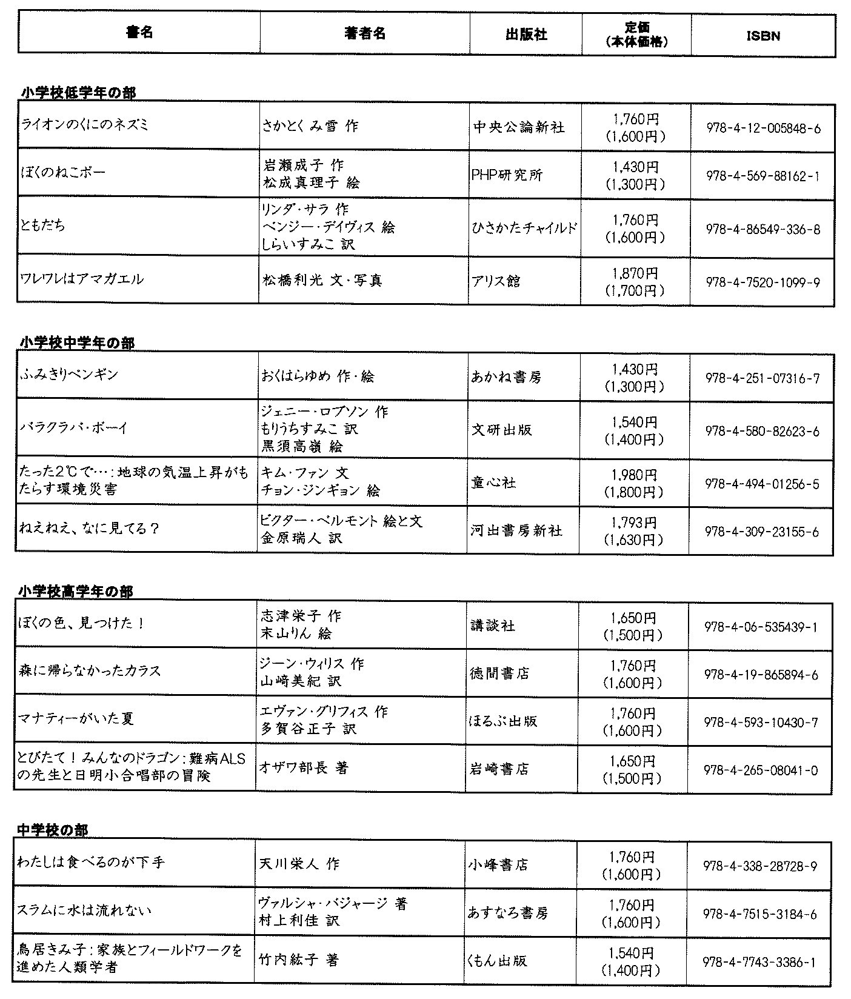 書名 著者名 出版社 定価 ISBN
(本体価格)
小学校低学年の部
ライオンのくにのネズミ さかとくみ雪 作 中央公論新社 1,760円 978-4-12-005848-6
(1,600円)
ぼくのねこポー 岩瀬成子 作 PHP研究所 1,430円 978-4-569-88162-1
松成真理子 絵 (1,300円)
ともだち リンダ・サラ 作 ひさかたチャイルド 1,760円 978-4-86549-336-8
ベンジー・デイヴィス 絵 (1,600円)
しらいすみこ 訳
ワレワレはアマガエル 松橋利光 文・写真 アリス館 1,870円 978-4-7520-1099-9
(1,700円)
小学校中学年の部
ふみきりペンギン おくはらゆめ 作・絵 あかね書房 1,430円 978-4-251-07316-7
(1,300円)
バラクラバ・ボーイ ジェニー・ロブソン 作 文研出版 1,540円 978-4-580-82623-6
もりうちすみこ 訳 (1,400円)
黒須高嶺 絵
たった2℃で…:地球の気温上昇がも キム・ファン 文 童心社 1,980円 978-4-494-01256-5
たらす環境災害 チョン・ジンギョン 絵 (1,800円)
ねえねえ、なに見てる? ビクター・ベルモント 絵と文 河出書房新社 1,793円 978-4-309-23155-6
金原瑞人 訳 (1,630円)
小学校高学年の部
ぼくの色、見つけた! 志津栄子 作 講談社 1,650円 978-4-06-535439-1
末山りん 絵 (1,500円)
森に帰らなかったカラス ジーン・ウィリス 作 徳間書店 1,760円 978-4-19-865894-6
山﨑美紀 訳 (1,600円)
マナティーがいた夏 エヴァン・グリフィス 作 ほるぷ出版 1,760円 978-4-593-10430-7
多賀谷正子 訳 (1,600円)
とびたて!みんなのドラゴン:難病ALS オザワ部長 著 岩崎書店 1,650円 978-4-265-08041-0
の先生と日明小合唱部の冒険 (1,500円)
中学校の部
わたしは食べるのが下手 天川栄人 作 小峰書店 1,760円 978-4-338-28728-9
(1,600円)
スラムに水は流れない ヴァルシャ・バジャージ 著 あすなろ書房 1,760円 978-4-7515-3184-6
村上利佳 訳 (1,600円)
鳥居きみ子:家族とフィールドワークを 竹内紘子 著 くもん出版 1,540円 978-4-7743-3386-1
進めた人類学者 (1,400円)